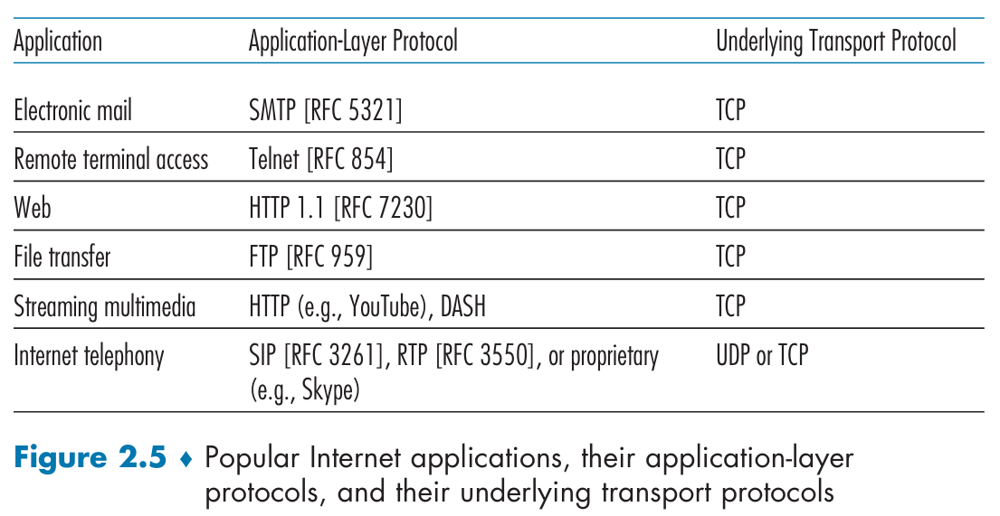 Application Application-Layer Protocol Underlying Transport Protocol
Electronic mail SMTP [RFC 5321] TCP
Remote terminal access Telnet [RFC 854] TCP
Web HTTP 1.1 [RFC 7230] TCP
File transfer FTP [RFC 959] TCP
Streaming multimedia HTTP (e.g., YouTube), DASH TCP
Internet telephony SIP [RFC 3261], RTP [RFC 3550], or proprietary UDP or TCP
(e.g., Skype)
Figure 2.5 ♦ Popular Internet applications, their application-layer
protocols, and their underlying transport protocols